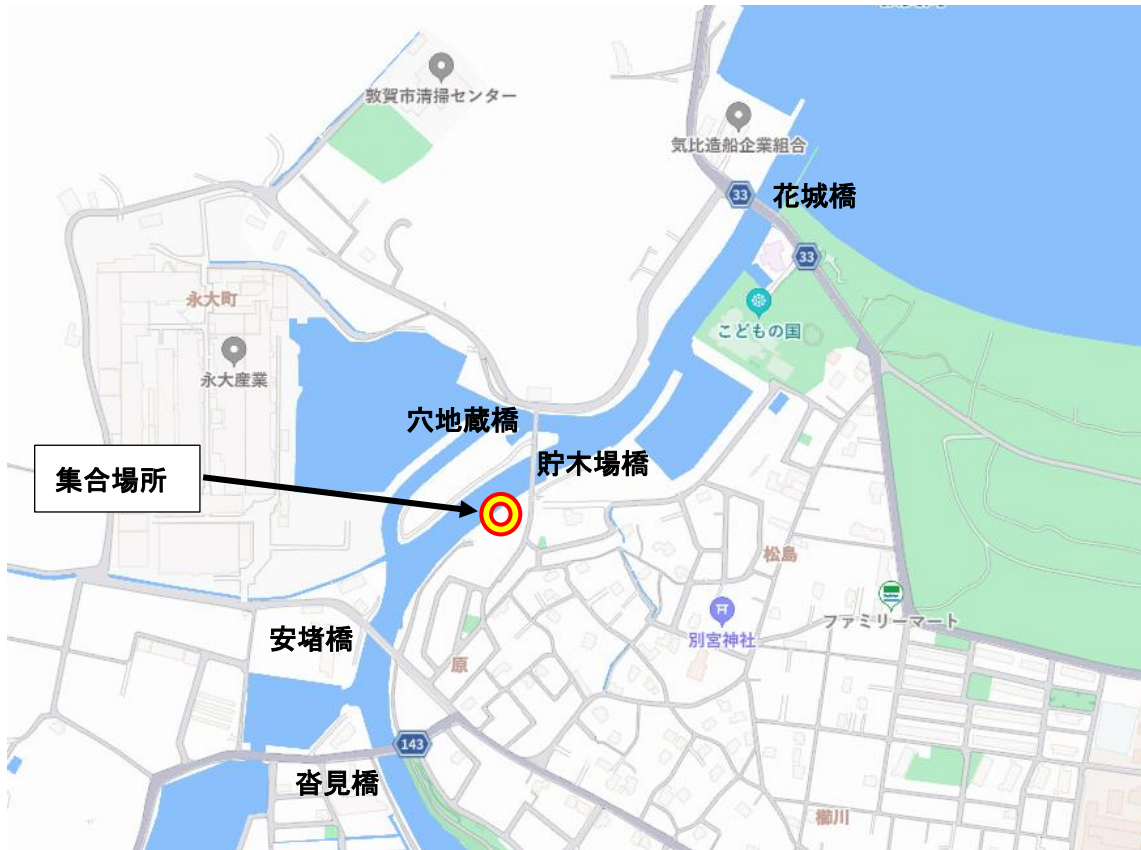 敦賀市清掃センター
気比造船企業組合
33
花城橋
33
こどもの国
永大町
永大産業
穴地蔵橋
貯木場橋
集合場所
松島
ファミリーマート
別宮神社
安堵橋
原
143
沓見橋
櫛川